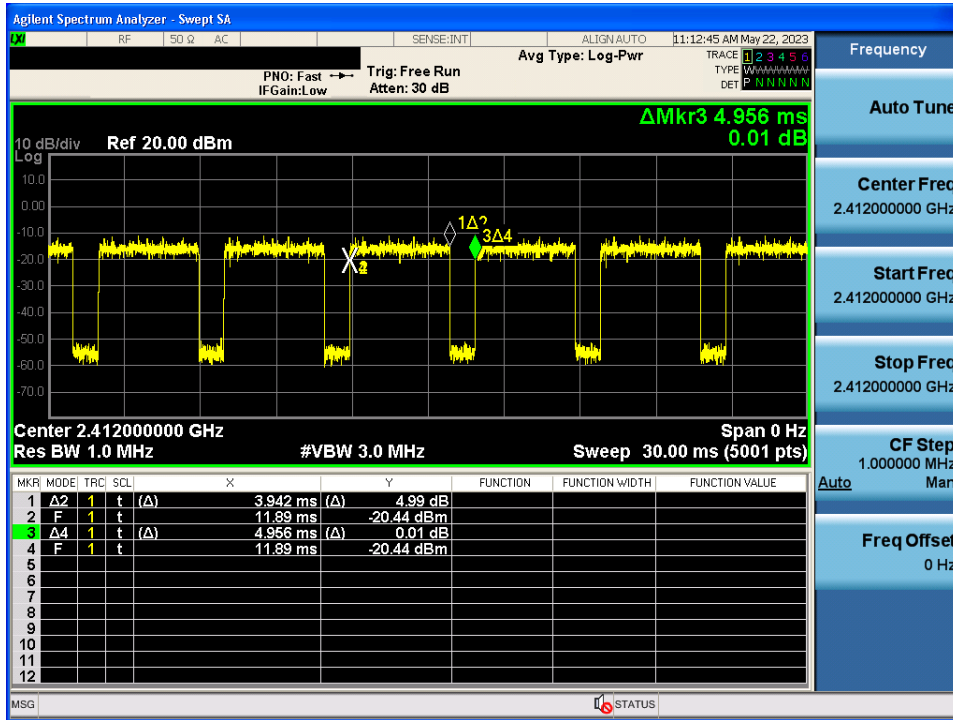 Agilent Spectrum Analyzer - Swept SA
LXI RF 50 Ω AC SENSE:INT ALIGN AUTO 11:12:45 AM May 22, 2023
Avg Type: Log-Pwr
TRACE 1 2 3 4 5 6
TYPE WWWWWW
DET P N N N N N
PNO: Fast
IFGain:Low
Trig: Free Run
Atten: 30 dB
Frequency
ΔMkr3 4.956 ms
0.01 dB
10 dB/div Ref 20.00 dBm
Log
10.0
0.00
-10.0
-20.0
-30.0
-40.0
-50.0
-60.0
-70.0
3Δ4
Center 2.412000000 GHz Span 0 Hz
Res BW 1.0 MHz #VBW 3.0 MHz Sweep 30.00 ms (5001 pts)
MKR MODE TRC SCL X Y FUNCTION FUNCTION WIDTH FUNCTION VALUE
1 Δ2 1 t (Δ) 3.942 ms (Δ) 4.99 dB
2 F 1 t 11.89 ms -20.44 dBm
3 Δ4 1 t (Δ) 4.956 ms (Δ) 0.01 dB
4 F 1 t 11.89 ms -20.44 dBm
5
6
7
8
9
10
11
12
Auto Tune
Center Freq
2.412000000 GHz
Start Freq
2.412000000 GHz
Stop Freq
2.412000000 GHz
CF Step
1.000000 MHz
Auto Man
Freq Offset
0 Hz
MSG STATUS